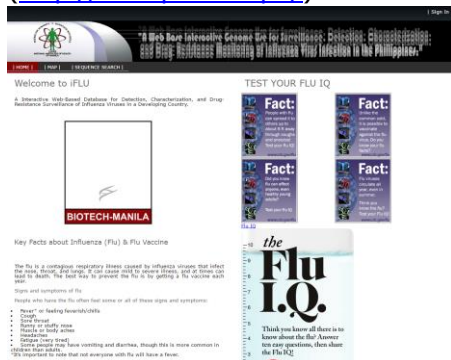 | Sign In
"A Web Base Interactive Genome Use for Surveillance, Detection, Characterization,
and Drug Resistance Monitoring of Influenza Virus Infection in the Philippines."
| HOME |
| MAP |
| SEQUENCE SEARCH |
Welcome to iFLU
A Interactive Web-Based Database for Detection, Characterization, and Drug-
Resistance Surveillance of Influenza Viruses in a Developing Country.
BIOTECH-MANILA
Key Facts about Influenza (Flu) & Flu Vaccine
The flu is a contagious respiratory illness caused by influenza viruses that infect
the nose, throat, and lungs. It can cause mild to severe illness, and at times can
lead to death. The best way to prevent the flu is by getting a flu vaccine each
year.
Signs and symptoms of flu
People who have the flu often feel some or all of these signs and symptoms:
Fever* or feeling feverish/chills
Cough
Sore throat
Runny or stuffy nose
Muscle or body aches
Headaches
Fatigue (very tired)
Some people may have vomiting and diarrhea, though this is more common in
children than adults.
*It's important to note that not everyone with flu will have a fever.
TEST YOUR FLU IQ
Fact:
Fact:
Fact:
Fact:
Flu IQ
the
Flu
I.Q.
Think you know all there is to
know about the flu? Answer
ten easy questions, then share
the Flu IQ!